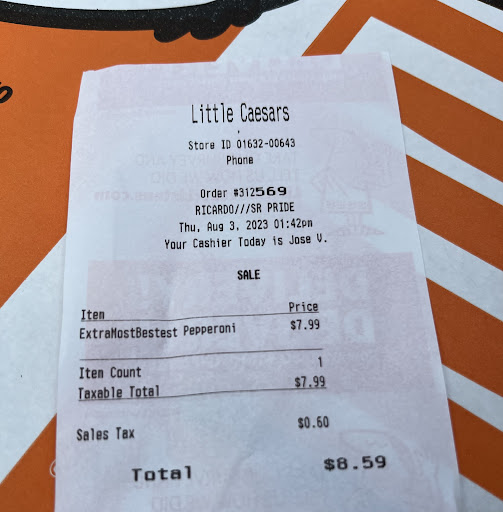 Little Caesars
Store ID 01632-00643
Phone
Order #312569
RICARDO///SR PRIDE
Thu, Aug 3, 2023 01:42pm
Your Cashier Today is Jose V.
SALE
Item Price
ExtraMostBestest Pepperoni $7.99
Item Count 1
Taxable Total $7.99
Sales Tax $0.60
Total $8.59